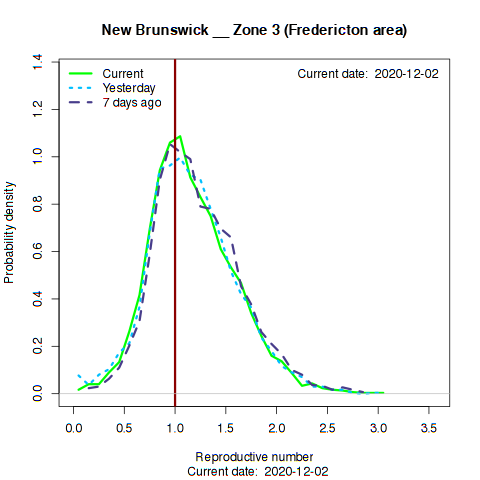 New Brunswick __ Zone 3 (Fredericton area)
Current
Yesterday
7 days ago
Current date:  2020-12-02
Probability density
1.4
1.2
1.0
0.8
0.6
0.4
0.2
0.0
0.0 0.5 1.0 1.5 2.0 2.5 3.0 3.5
Reproductive number
Current date:  2020-12-02